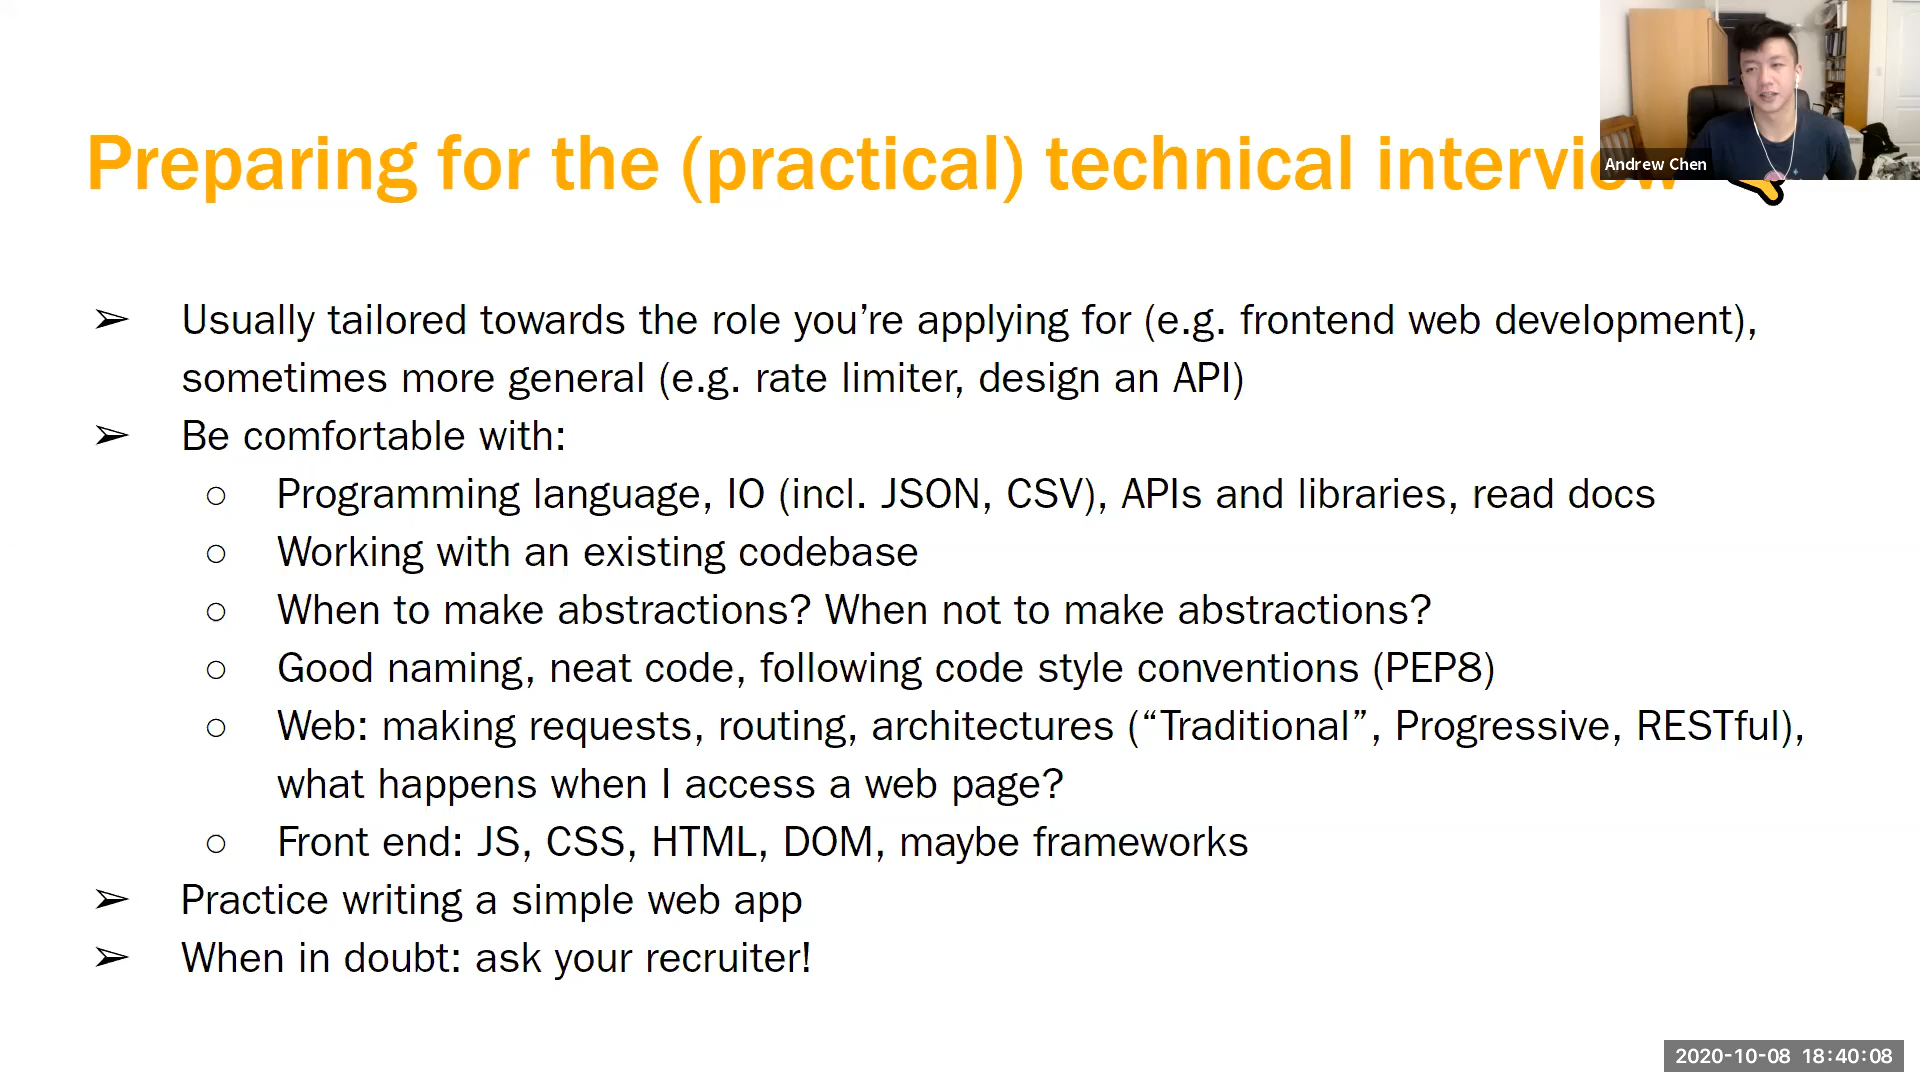 Preparing for the (practical) technical interview
Andrew Chen
➢ Usually tailored towards the role you’re applying for (e.g. frontend web development),
sometimes more general (e.g. rate limiter, design an API)
➢ Be comfortable with:
○ Programming language, IO (incl. JSON, CSV), APIs and libraries, read docs
○ Working with an existing codebase
○ When to make abstractions? When not to make abstractions?
○ Good naming, neat code, following code style conventions (PEP8)
○ Web: making requests, routing, architectures (“Traditional”, Progressive, RESTful),
what happens when I access a web page?
○ Front end: JS, CSS, HTML, DOM, maybe frameworks
➢ Practice writing a simple web app
➢ When in doubt: ask your recruiter!
2020-10-08 18:40:08